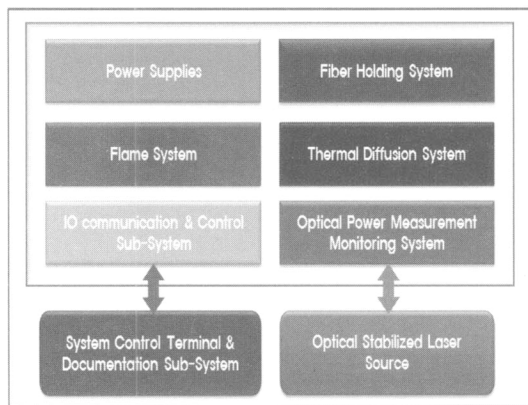 Power Supplies
Fiber Holding System
Flame System
Thermal Diffusion System
IO communication & Control
Sub-System
Optical Power Measurement
Monitoring System
System Control Terminal &
Documentation Sub-System
Optical Stabilized Laser
Source